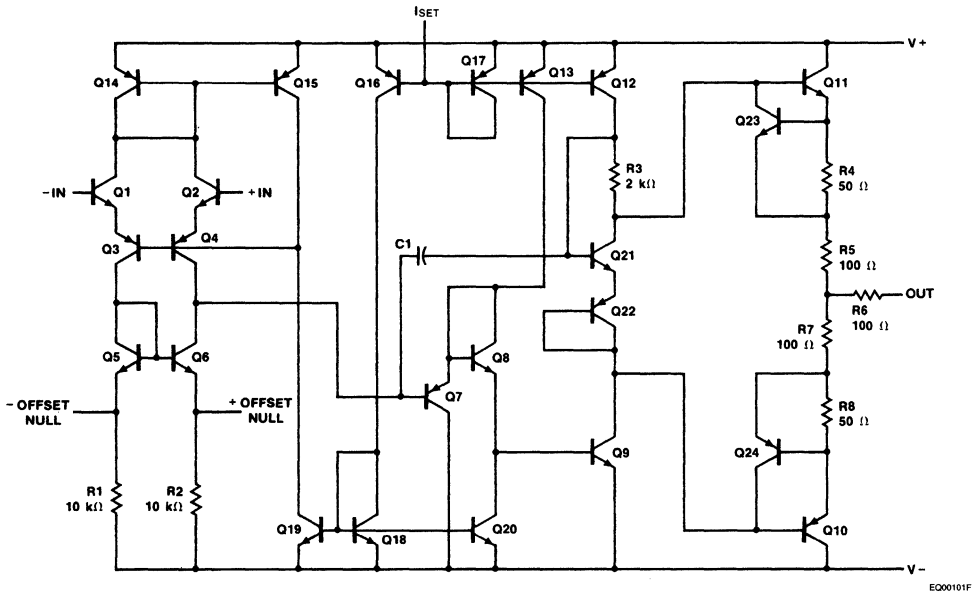 ISET
V+
Q14
Q15
Q16
Q17
Q13
Q12
Q11
Q23
−IN
Q1
Q2
+IN
R3
2 kΩ
R4
50 Ω
Q3
Q4
C1
Q21
R5
100 Ω
OUT
R6
100 Ω
Q22
R7
100 Ω
Q5
Q6
Q8
Q7
− OFFSET
NULL
+ OFFSET
NULL
R8
50 Ω
Q9
Q24
R1
10 kΩ
R2
10 kΩ
Q19
Q18
Q20
Q10
V−
EQ00101F